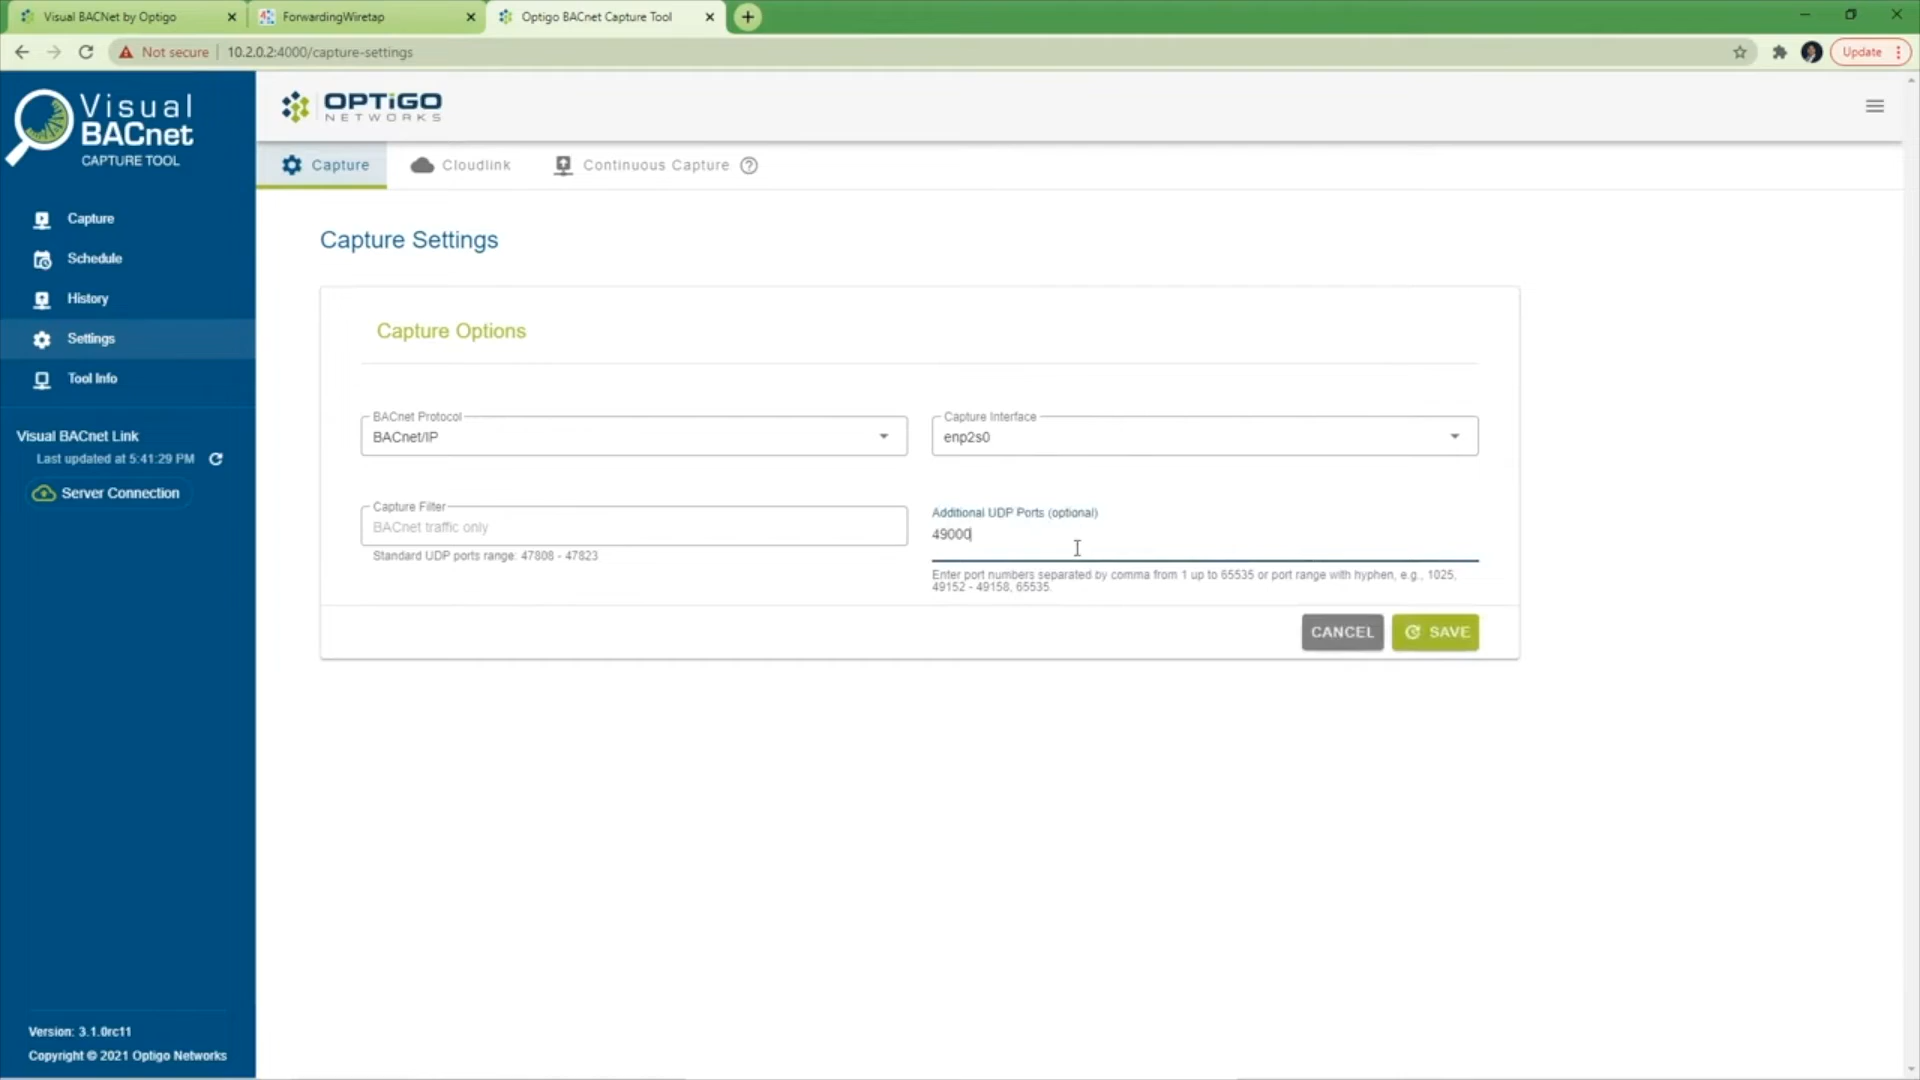 Visual BACNet by Optigo
ForwardingWiretap
Optigo BACnet Capture Tool
Not secure
10.2.0.2:4000/capture-settings
Update
Visual
BACnet
CAPTURE TOOL
OPTiGO
NETWORKS
Capture
Cloudlink
Continuous Capture
Capture
Schedule
History
Settings
Tool Info
Visual BACnet Link
Last updated at 5:41:29 PM
Server Connection
Capture Settings
Capture Options
BACnet Protocol
BACnet/IP
Capture Interface
enp2s0
Capture Filter
BACnet traffic only
Standard UDP ports range: 47808 - 47823
Additional UDP Ports (optional)
49000
Enter port numbers separated by comma from 1 up to 65535 or port range with hyphen, e.g., 1025,
49152 - 49158, 65535.
CANCEL
SAVE
Version: 3.1.0rc11
Copyright © 2021 Optigo Networks